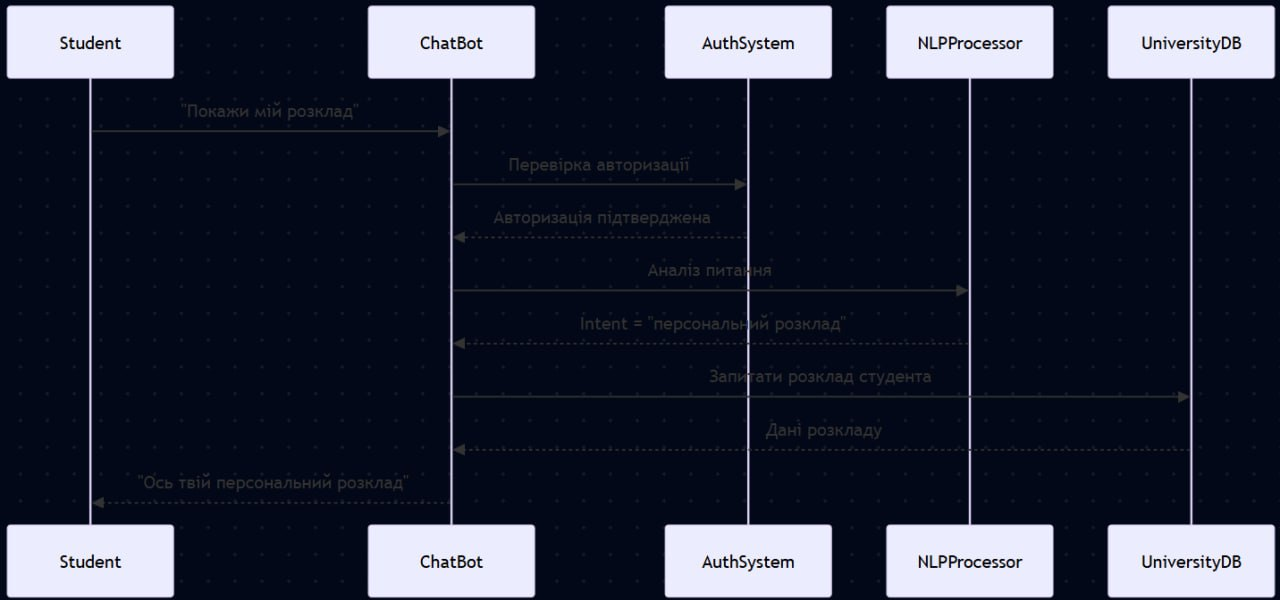 Student ChatBot AuthSystem NLPProcessor UniversityDB
"Покажи мій розклад"
Перевірка авторизації
Авторизація підтверджена
Аналіз питання
Intent = "персональний розклад"
Запитати розклад студента
Дані розкладу
"Ось твій персональний розклад"
Student ChatBot AuthSystem NLPProcessor UniversityDB